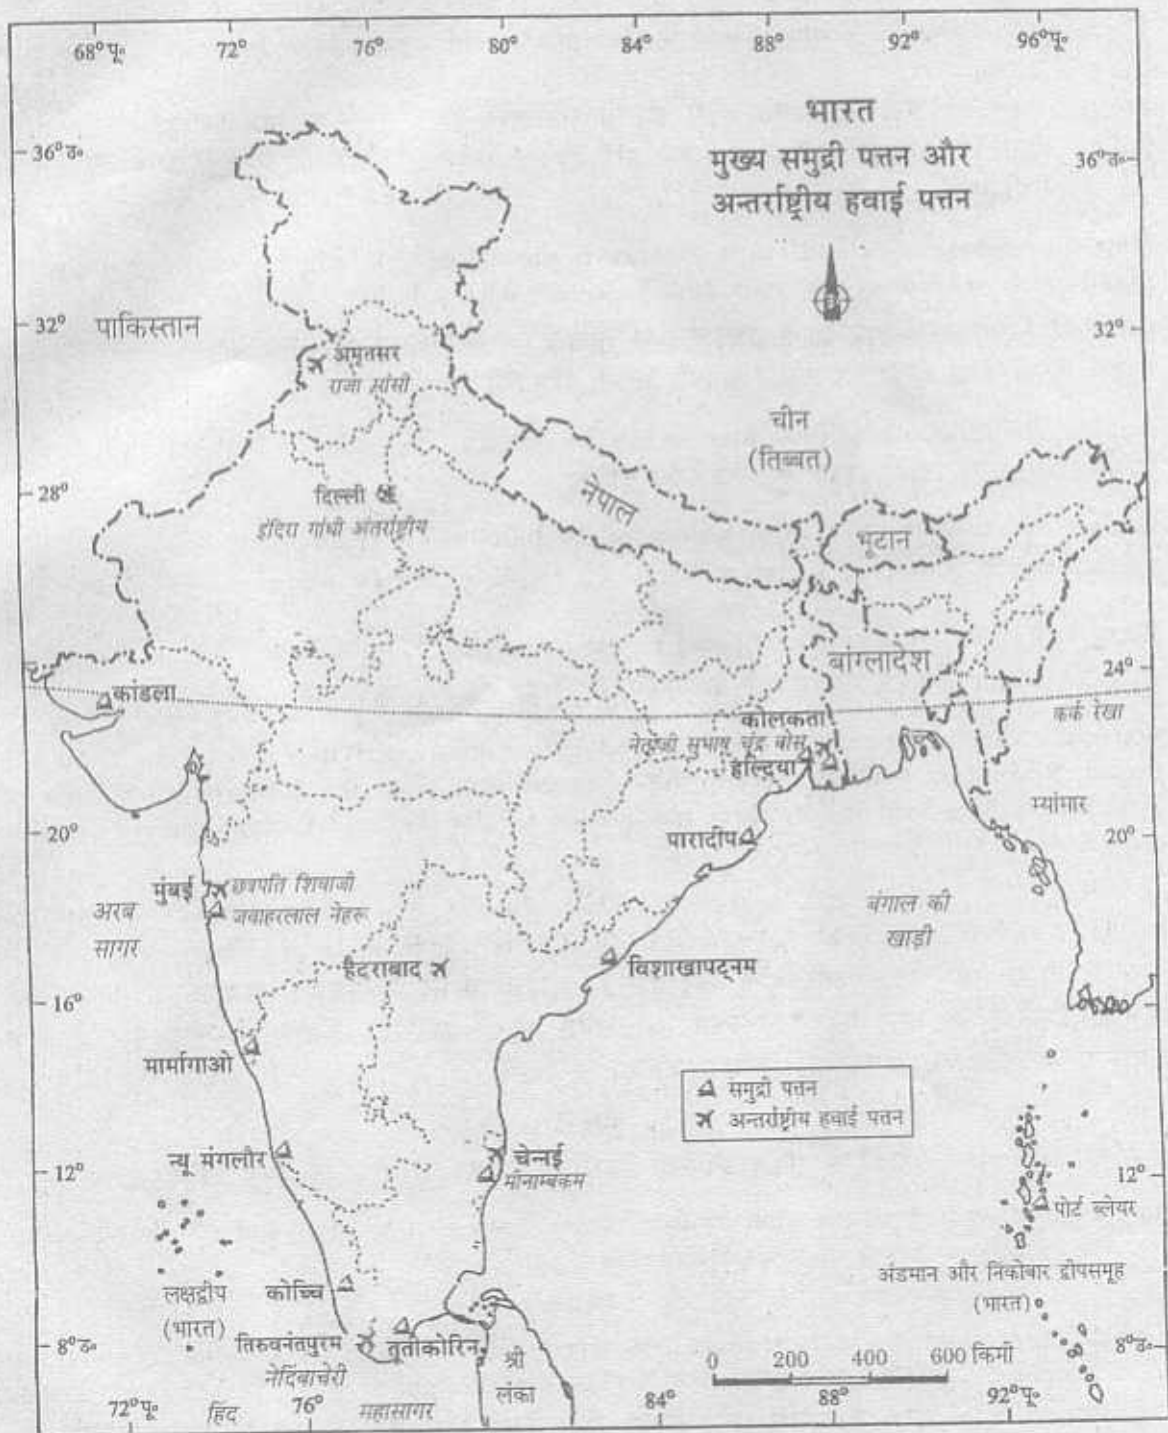 68°पू॰ 72° 76° 80° 84° 88° 92° 96°पू॰
भारत
मुख्य समुद्री पत्तन और
अन्तर्राष्ट्रीय हवाई पत्तन
36°उ॰ 36°उ॰
32° पाकिस्तान 32°
अमृतसर
राजा सांसी
चीन
(तिब्बत)
28° दिल्ली नेपाल 28°
इंदिरा गांधी अंतर्राष्ट्रीय भूटान
बांग्लादेश 24°
कांडला
कोलकता कर्क रेखा
नेताजी सुभाष चंद्र बोस
हल्दिया
म्यांमार
20° पारादीप 20°
मुंबई छत्रपति शिवाजी
जवाहरलाल नेहरू
अरब
सागर
बंगाल की
खाड़ी
हैदराबाद विशाखापट्नम
16°
मार्मागाओ
समुद्री पत्तन
अन्तर्राष्ट्रीय हवाई पत्तन
न्यू मंगलौर चेन्नई
मीनाम्बकम
12° 12°
पोर्ट ब्लेयर
लक्षद्वीप
(भारत)
कोच्चि
अंडमान और निकोबार द्वीपसमूह
(भारत)
8°उ॰ तिरुवनंतपुरम तूतीकोरिन 8°उ॰
नेदिंबाचेरी
श्री
लंका
0 200 400 600 किमी
72°पू॰ हिंद 76° महासागर 84° 88° 92°पू॰